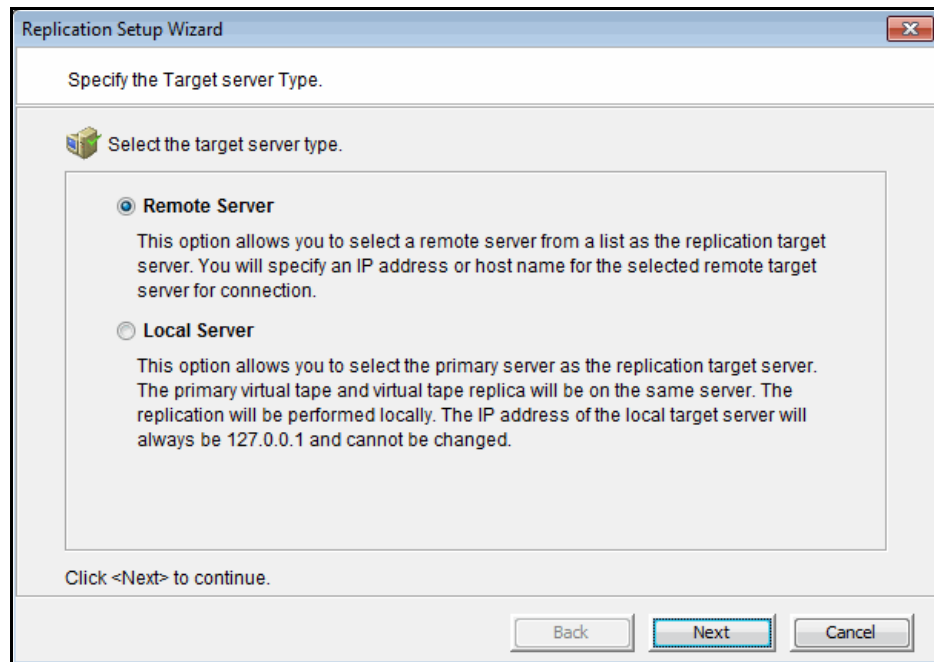 Replication Setup Wizard
Specify the Target server Type.
Select the target server type.
Remote Server
This option allows you to select a remote server from a list as the replication target
server. You will specify an IP address or host name for the selected remote target
server for connection.
Local Server
This option allows you to select the primary server as the replication target server.
The primary virtual tape and virtual tape replica will be on the same server. The
replication will be performed locally. The IP address of the local target server will
always be 127.0.0.1 and cannot be changed.
Click <Next> to continue.
Back Next Cancel